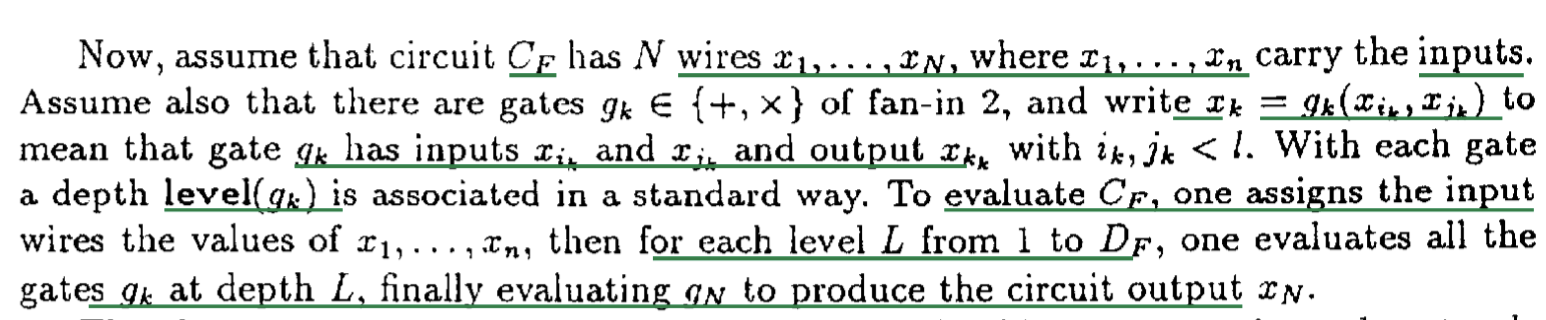 Now, assume that circuit C_F has N wires x_1, . . . , x_N, where x_1, . . . , x_n carry the inputs.
Assume also that there are gates g_k ∈ {+, ×} of fan-in 2, and write x_k = g_k(x_{i_k}, x_{j_k}) to
mean that gate g_k has inputs x_{i_k} and x_{j_k} and output x_{k_k} with i_k, j_k < l. With each gate
a depth level(g_k) is associated in a standard way. To evaluate C_F, one assigns the input
wires the values of x_1, . . . , x_n, then for each level L from 1 to D_F, one evaluates all the
gates g_k at depth L, finally evaluating g_N to produce the circuit output x_N.